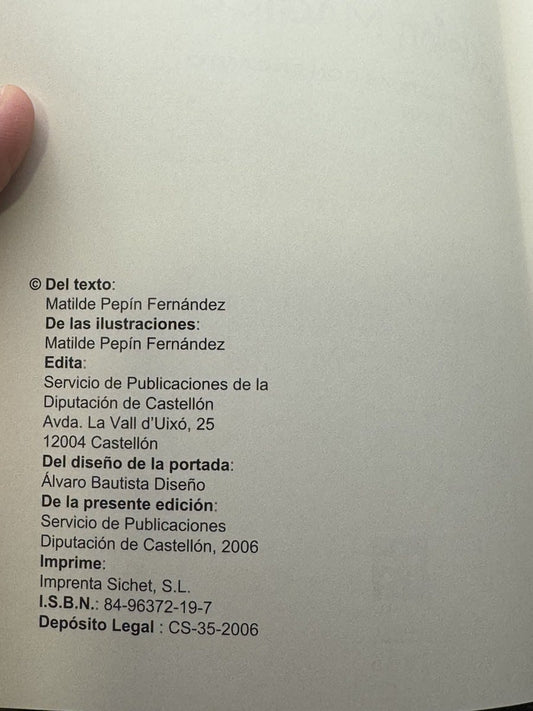 © Del texto:
Matilde Pepín Fernández
De las ilustraciones:
Matilde Pepín Fernández
Edita:
Servicio de Publicaciones de la
Diputación de Castellón
Avda. La Vall d'Uixó, 25
12004 Castellón
Del diseño de la portada:
Álvaro Bautista Diseño
De la presente edición:
Servicio de Publicaciones
Diputación de Castellón, 2006
Imprime:
Imprenta Sichet, S.L.
I.S.B.N.: 84-96372-19-7
Depósito Legal : CS-35-2006